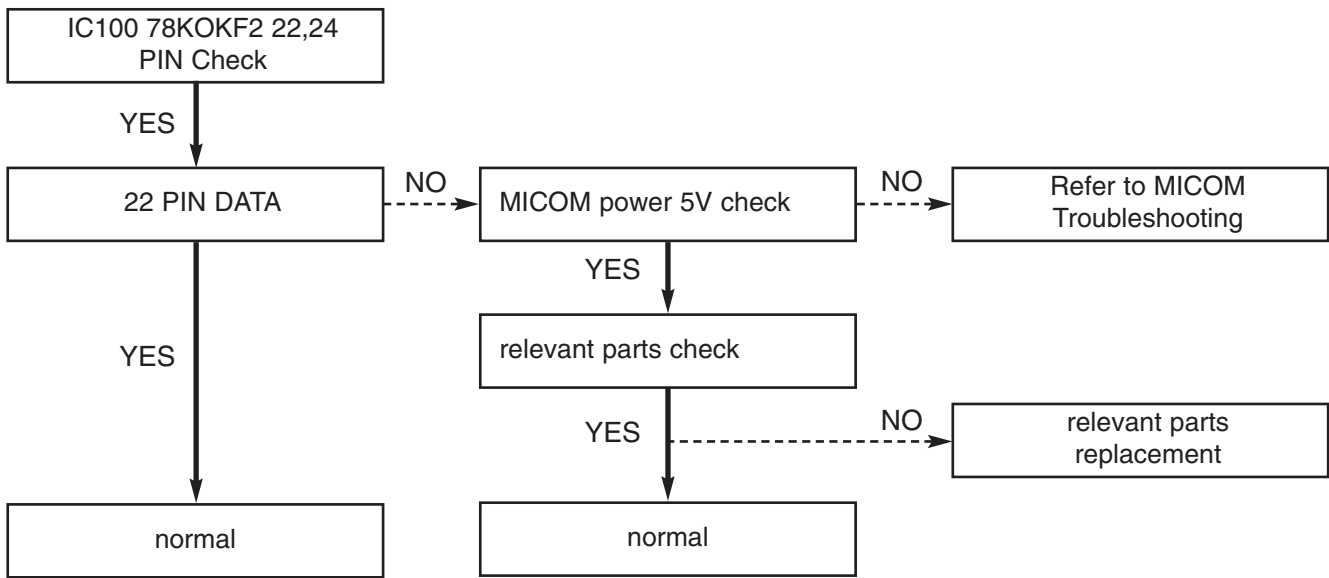 IC100 78KOKF2 22,24
PIN Check
YES
22 PIN DATA
NO
MICOM power 5V check
NO
Refer to MICOM
Troubleshooting
YES
relevant parts check
YES
YES
NO
relevant parts
replacement
normal
normal